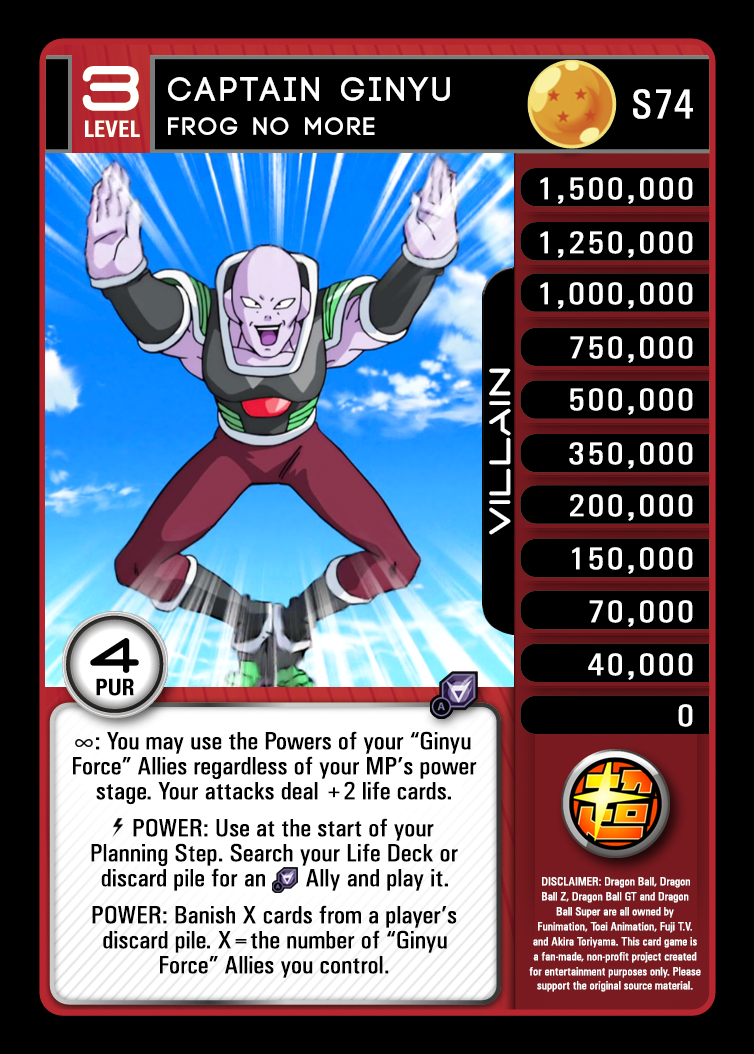 3
LEVEL
CAPTAIN GINYU
FROG NO MORE
S74
1,500,000
1,250,000
1,000,000
750,000
500,000
350,000
200,000
150,000
70,000
40,000
0
VILLAIN
4
PUR
A
∞: You may use the Powers of your “Ginyu
Force” Allies regardless of your MP’s power
stage. Your attacks deal +2 life cards.
POWER: Use at the start of your
Planning Step. Search your Life Deck or
discard pile for an A Ally and play it.
POWER: Banish X cards from a player’s
discard pile. X=the number of “Ginyu
Force” Allies you control.
超
DISCLAIMER: Dragon Ball, Dragon
Ball Z, Dragon Ball GT and Dragon
Ball Super are all owned by
Funimation, Toei Animation, Fuji T.V.
and Akira Toriyama. This card game is
a fan-made, non-profit project created
for entertainment purposes only. Please
support the original source material.